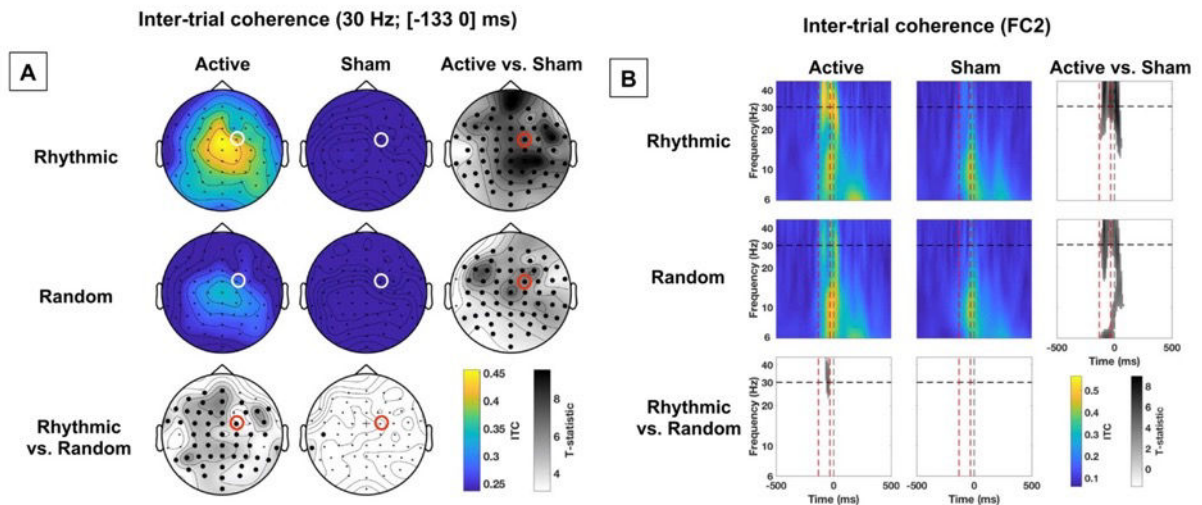 Inter-trial coherence (30 Hz; [-133 0] ms)
A
Active
Sham
Active vs. Sham
Rhythmic
Random
Rhythmic
vs. Random
0.45
0.4
0.35
0.3
0.25
ITC
8
6
4
T-statistic
Inter-trial coherence (FC2)
B
Active
Sham
Active vs. Sham
Rhythmic
Frequency(Hz)
40
30
20
10
6
Random
Frequency(Hz)
40
30
20
10
6
-500
0
500
Time (ms)
Rhythmic
vs. Random
Frequency(Hz)
40
30
20
10
6
-500
0
500
Time (ms)
-500
0
500
Time (ms)
0.5
0.4
0.3
0.2
0.1
ITC
8
6
4
2
0
T-statistic